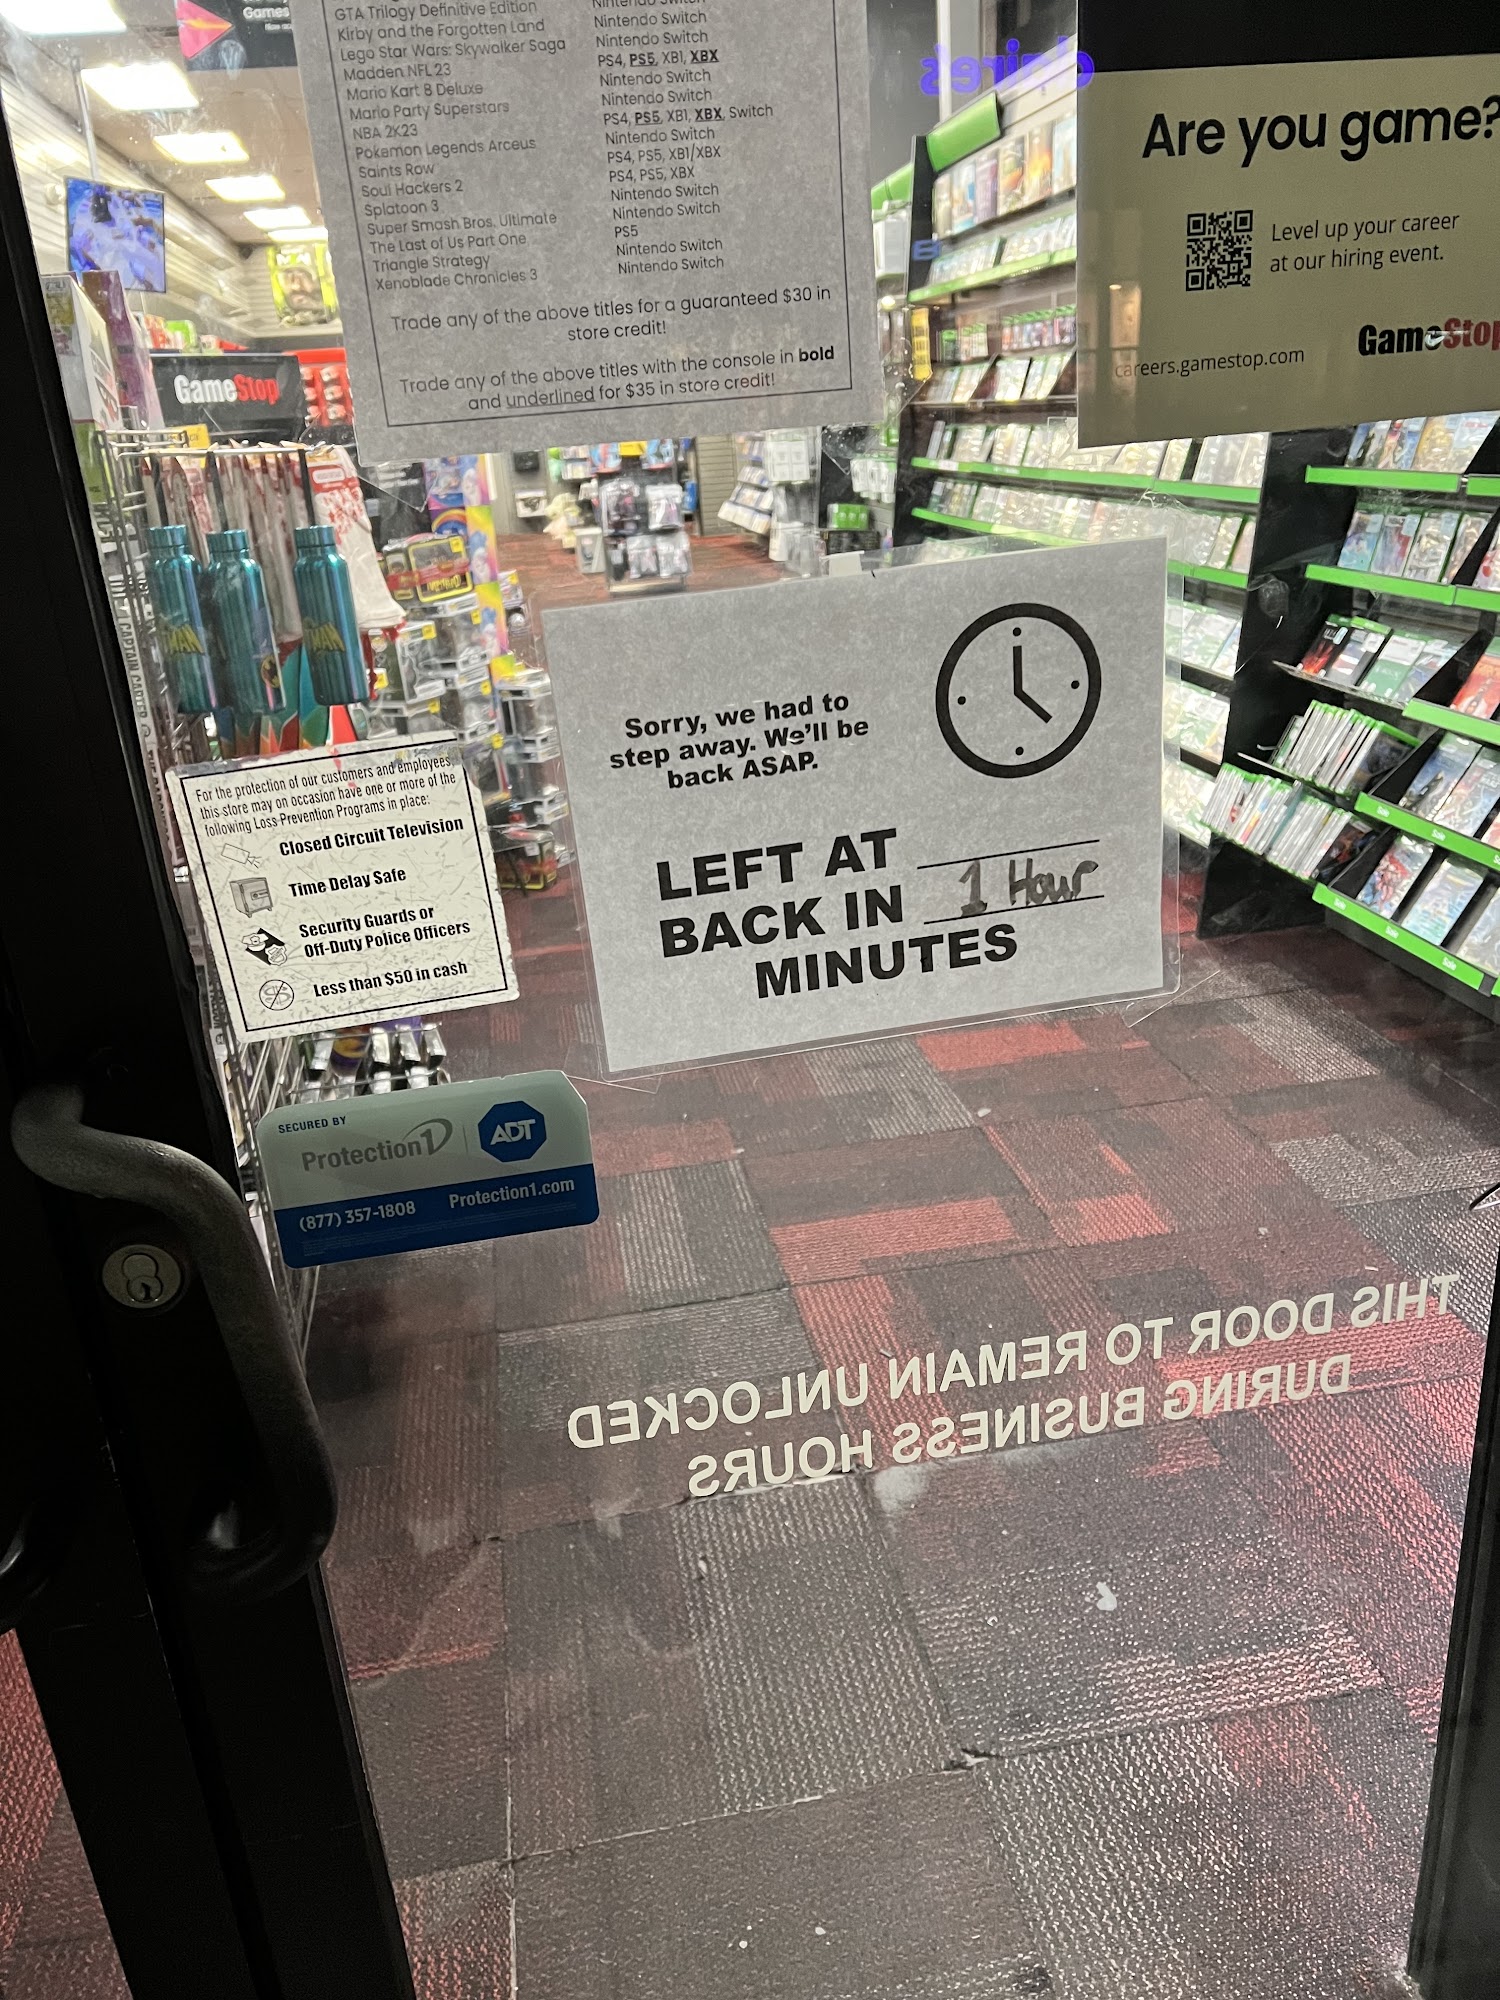 Games
GTA Trilogy Definitive Edition Nintendo Switch
Kirby and the Forgotten Land Nintendo Switch
Lego Star Wars: Skywalker Saga Nintendo Switch
Madden NFL 23 PS4, PS5, XB1, XBX
Mario Kart 8 Deluxe Nintendo Switch
Mario Party Superstars Nintendo Switch
NBA 2K23 PS4, PS5, XB1, XBX, Switch
Pokemon Legends Arceus Nintendo Switch
Saints Row PS4, PS5, XB1/XBX
Soul Hackers 2 PS4, PS5, XBX
Splatoon 3 Nintendo Switch
Super Smash Bros. Ultimate Nintendo Switch
The Last of Us Part One PS5
Triangle Strategy Nintendo Switch
Xenoblade Chronicles 3 Nintendo Switch
Trade any of the above titles for a guaranteed $30 in
store credit!
Trade any of the above titles with the console in bold
and underlined for $35 in store credit!
claire's
Are you game?
Level up your career
at our hiring event.
careers.gamestop.com
GameStop
GameStop
Sorry, we had to
step away. We'll be
back ASAP.
LEFT AT
BACK IN 1 Hour
MINUTES
For the protection of our customers and employees,
this store may on occasion have one or more of the
following Loss-Prevention Programs in place:
Closed Circuit Television
Time Delay Safe
Security Guards or
Off-Duty Police Officers
Less than $50 in cash
SECURED BY
Protection1 ADT
(877) 357-1808 Protection1.com
THIS DOOR TO REMAIN UNLOCKED
DURING BUSINESS HOURS